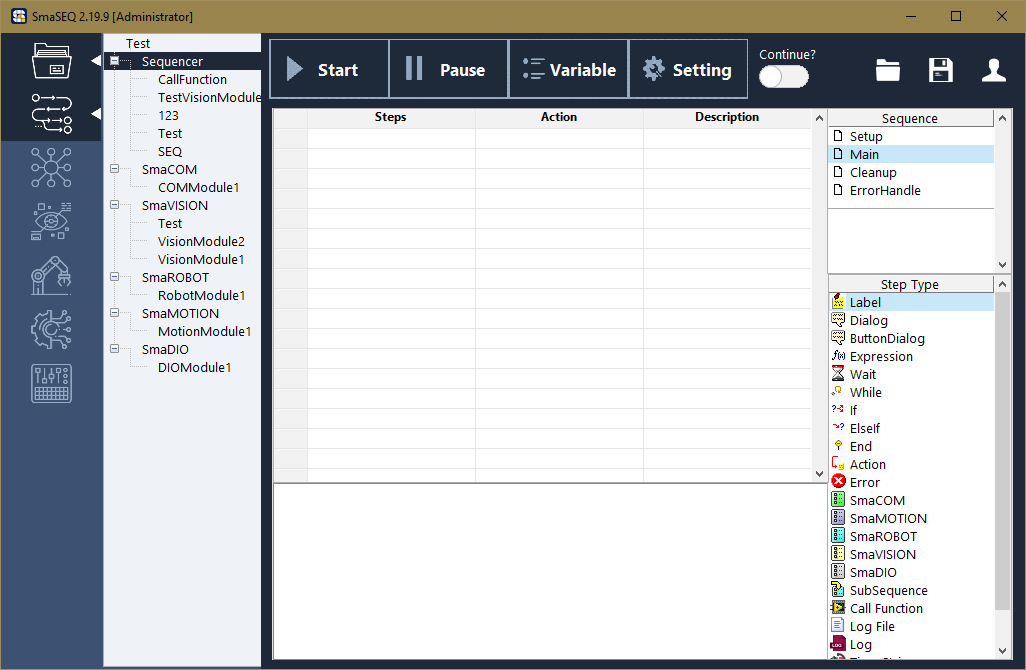 SmaSEQ 2.19.9 [Administrator]
Test
Sequencer
CallFunction
TestVisionModule
123
Test
SEQ
SmaCOM
COMModule1
SmaVISION
Test
VisionModule2
VisionModule1
SmaROBOT
RobotModule1
SmaMOTION
MotionModule1
SmaDIO
DIOModule1
Start
Pause
Variable
Setting
Continue?
Steps Action Description
Sequence
Setup
Main
Cleanup
ErrorHandle
Step Type
Label
Dialog
ButtonDialog
Expression
Wait
While
If
ElseIf
End
Action
Error
SmaCOM
SmaMOTION
SmaROBOT
SmaVISION
SmaDIO
SubSequence
Call Function
Log File
Log